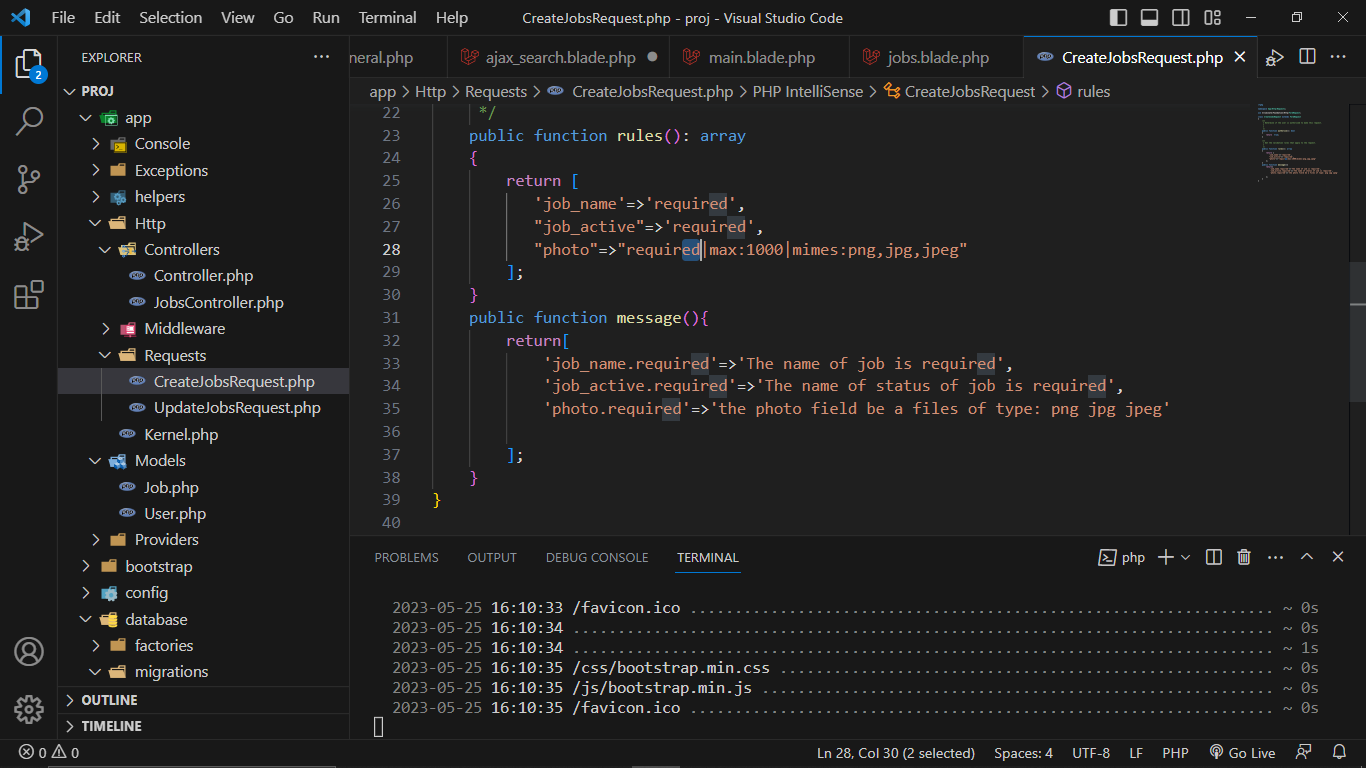 File Edit Selection View Go Run Terminal Help CreateJobsRequest.php - proj - Visual Studio Code
EXPLORER
neral.php ajax_search.blade.php main.blade.php jobs.blade.php CreateJobsRequest.php
app > Http > Requests > CreateJobsRequest.php > PHP IntelliSense > CreateJobsRequest > rules
2
PROJ
app
Console
Exceptions
helpers
Http
Controllers
Controller.php
JobsController.php
Middleware
Requests
CreateJobsRequest.php
UpdateJobsRequest.php
Kernel.php
Models
Job.php
User.php
Providers
bootstrap
config
database
factories
migrations
OUTLINE
TIMELINE
22 */
23 public function rules(): array
24 {
25 return [
26 'job_name'=>'required',
27 "job_active"=>'required',
28 "photo"=>"required|max:1000|mimes:png,jpg,jpeg"
29 ];
30 }
31 public function message(){
32 return[
33 'job_name.required'=>'The name of job is required',
34 'job_active.required'=>'The name of status of job is required',
35 'photo.required'=>'the photo field be a files of type: png jpg jpeg'
36
37 ];
38 }
39 }
40
PROBLEMS OUTPUT DEBUG CONSOLE TERMINAL php
2023-05-25 16:10:33 /favicon.ico ................................................................. ~ 0s
2023-05-25 16:10:34 .............................................................................. ~ 0s
2023-05-25 16:10:34 .............................................................................. ~ 1s
2023-05-25 16:10:35 /css/bootstrap.min.css ....................................................... ~ 0s
2023-05-25 16:10:35 /js/bootstrap.min.js ......................................................... ~ 0s
2023-05-25 16:10:35 /favicon.ico ................................................................. ~ 0s
0 0 Ln 28, Col 30 (2 selected) Spaces: 4 UTF-8 LF PHP Go Live